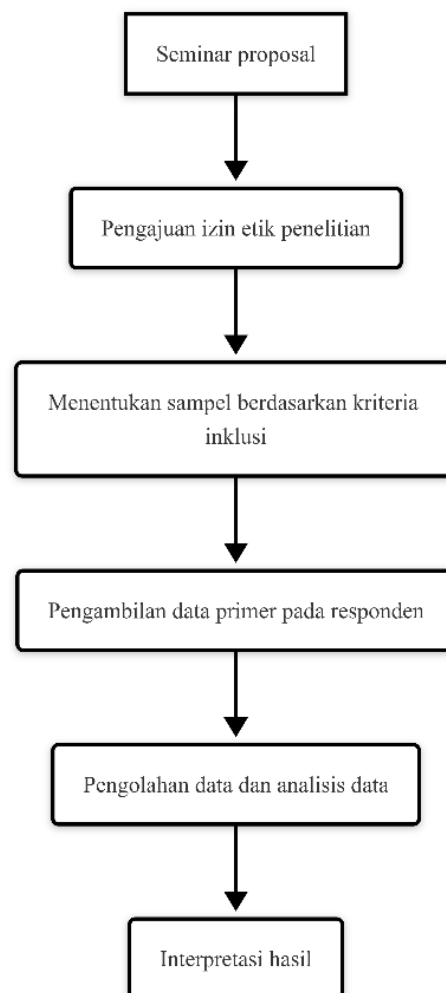 Seminar proposal
Pengajuan izin etik penelitian
Menentukan sampel berdasarkan kriteria
inklusi
Pengambilan data primer pada responden
Pengolahan data dan analisis data
Interpretasi hasil